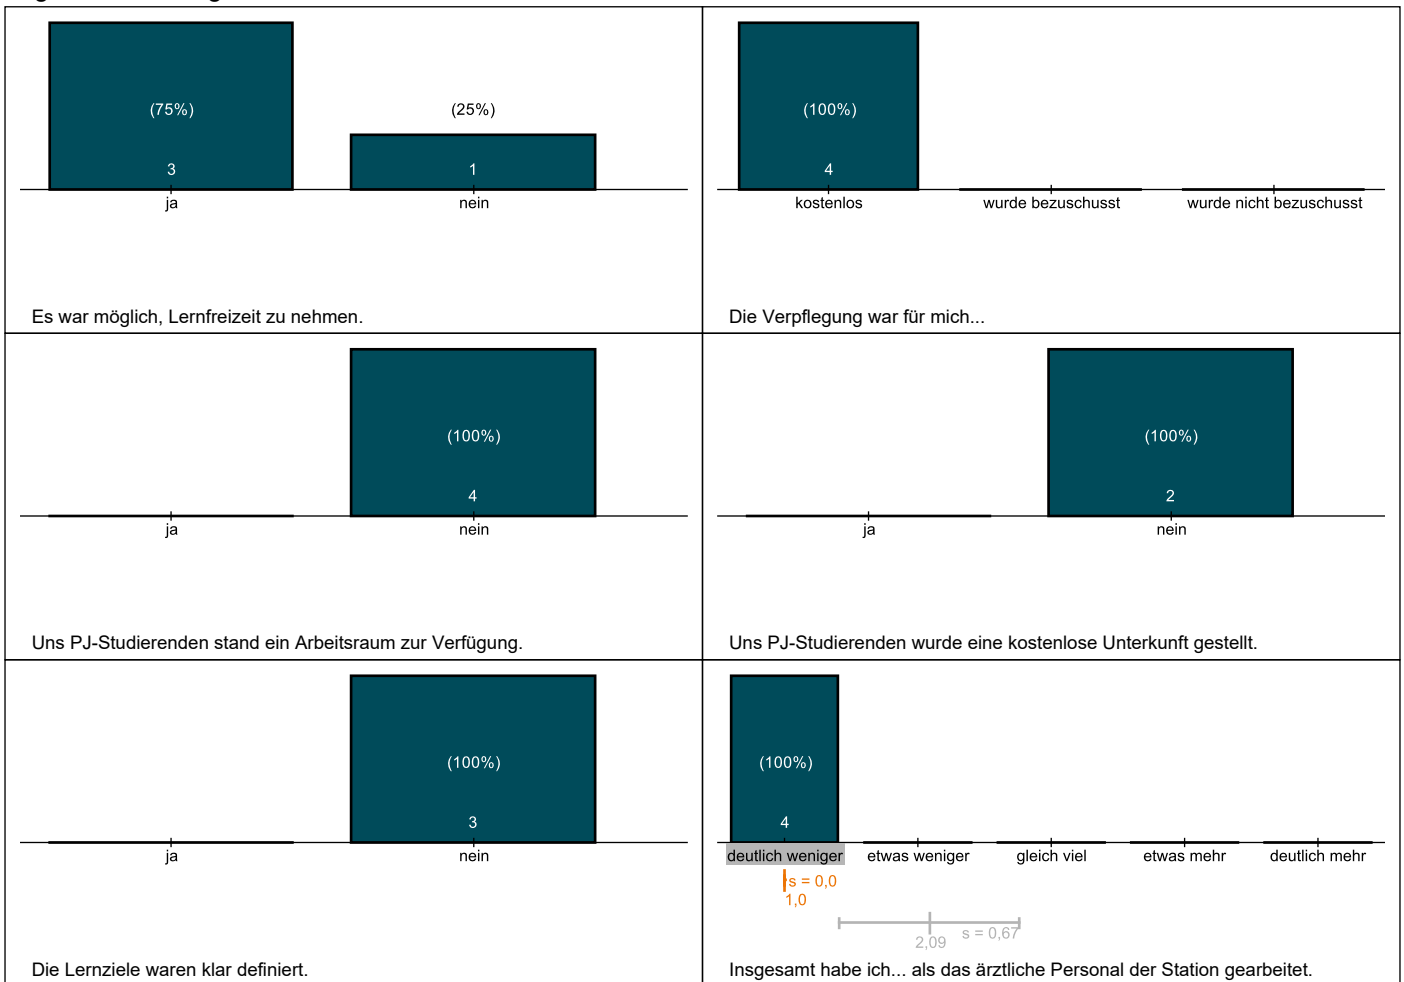 (75%)
(25%)
3
1
ja
nein
Es war möglich, Lernfreizeit zu nehmen.
(100%)
4
kostenlos
wurde bezuschusst
wurde nicht bezuschusst
Die Verpflegung war für mich...
(100%)
4
ja
nein
Uns PJ-Studierenden stand ein Arbeitsraum zur Verfügung.
(100%)
2
ja
nein
Uns PJ-Studierenden wurde eine kostenlose Unterkunft gestellt.
(100%)
3
ja
nein
Die Lernziele waren klar definiert.
(100%)
4
deutlich weniger
etwas weniger
gleich viel
etwas mehr
deutlich mehr
s = 0,0
1,0
s = 0,67
2,09
Insgesamt habe ich... als das ärztliche Personal der Station gearbeitet.